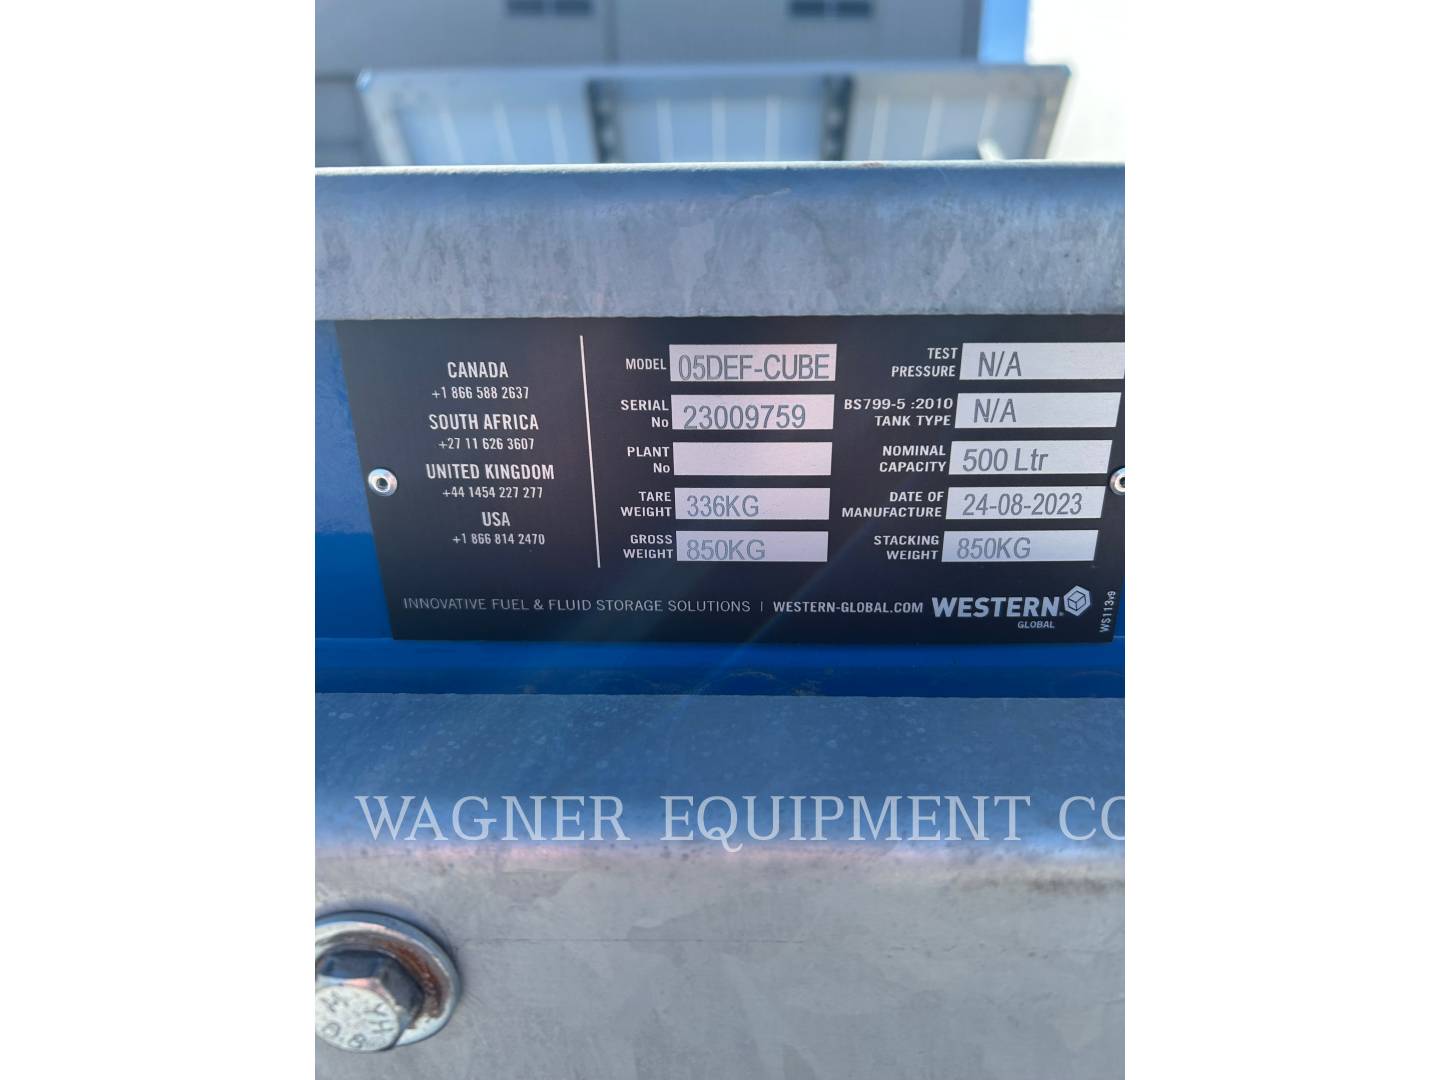 CANADA
+1 866 588 2637
SOUTH AFRICA
+27 11 626 3607
UNITED KINGDOM
+44 1454 227 277
USA
+1 866 814 2470
MODEL 05DEF-CUBE
SERIAL No 23009759
PLANT No
TARE WEIGHT 336KG
GROSS WEIGHT 850KG
TEST PRESSURE N/A
BS799-5 :2010 TANK TYPE N/A
NOMINAL CAPACITY 500 Ltr
DATE OF MANUFACTURE 24-08-2023
STACKING WEIGHT 850KG
INNOVATIVE FUEL & FLUID STORAGE SOLUTIONS | WESTERN-GLOBAL.COM WESTERN GLOBAL
WS113v9
WAGNER EQUIPMENT CO